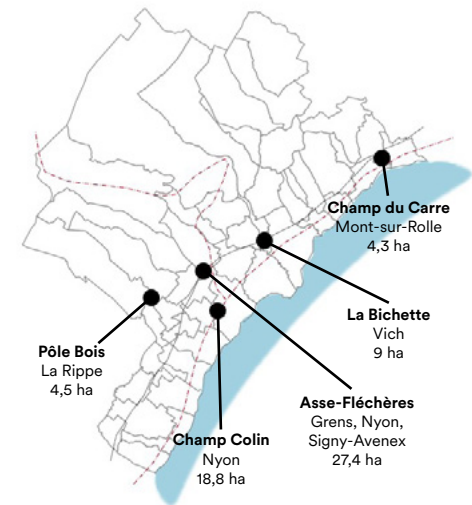 Champ du Carre
Mont-sur-Rolle
4,3 ha
La Bichette
Vich
9 ha
Pôle Bois
La Rippe
4,5 ha
Asse-Fléchères
Grens, Nyon,
Signy-Avenex
27,4 ha
Champ Colin
Nyon
18,8 ha